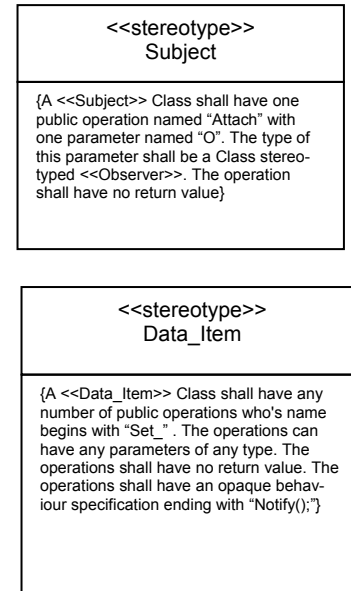 <<stereotype>>
Subject
{A <<Subject>> Class shall have one
public operation named “Attach” with
one parameter named “O”. The type of
this parameter shall be a Class stereo-
typed <<Observer>>. The operation
shall have no return value}
<<stereotype>>
Data_Item
{A <<Data_Item>> Class shall have any
number of public operations who's name
begins with “Set_” . The operations can
have any parameters of any type. The
operations shall have no return value. The
operations shall have an opaque behav-
iour specification ending with “Notify();”}